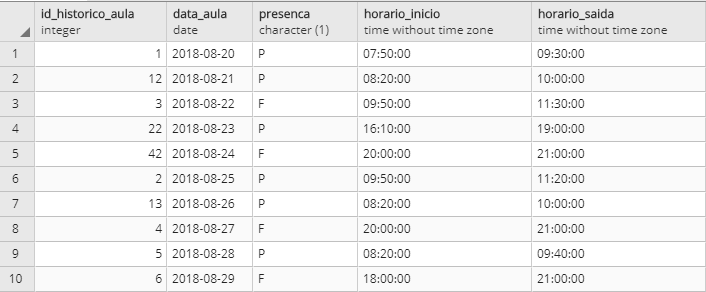 id_historico_aula data_aula presenca horario_inicio horario_saida
integer date character (1) time without time zone time without time zone
1 1 2018-08-20 P 07:50:00 09:30:00
2 12 2018-08-21 P 08:20:00 10:00:00
3 3 2018-08-22 F 09:50:00 11:30:00
4 22 2018-08-23 P 16:10:00 19:00:00
5 42 2018-08-24 F 20:00:00 21:00:00
6 2 2018-08-25 P 09:50:00 11:20:00
7 13 2018-08-26 P 08:20:00 10:00:00
8 4 2018-08-27 F 20:00:00 21:00:00
9 5 2018-08-28 P 08:20:00 09:40:00
10 6 2018-08-29 F 18:00:00 21:00:00